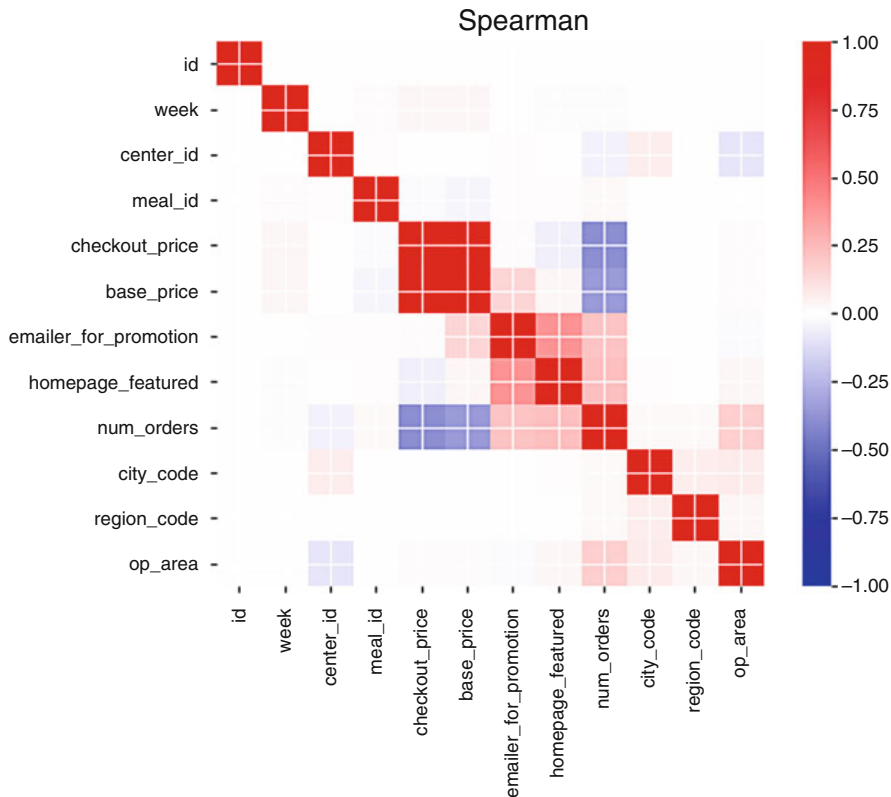 Spearman
id
week
center_id
meal_id
checkout_price
base_price
emailer_for_promotion
homepage_featured
num_orders
city_code
region_code
op_area
id
week
center_id
meal_id
checkout_price
base_price
emailer_for_promotion
homepage_featured
num_orders
city_code
region_code
op_area
1.00
0.75
0.50
0.25
0.00
−0.25
−0.50
−0.75
−1.00